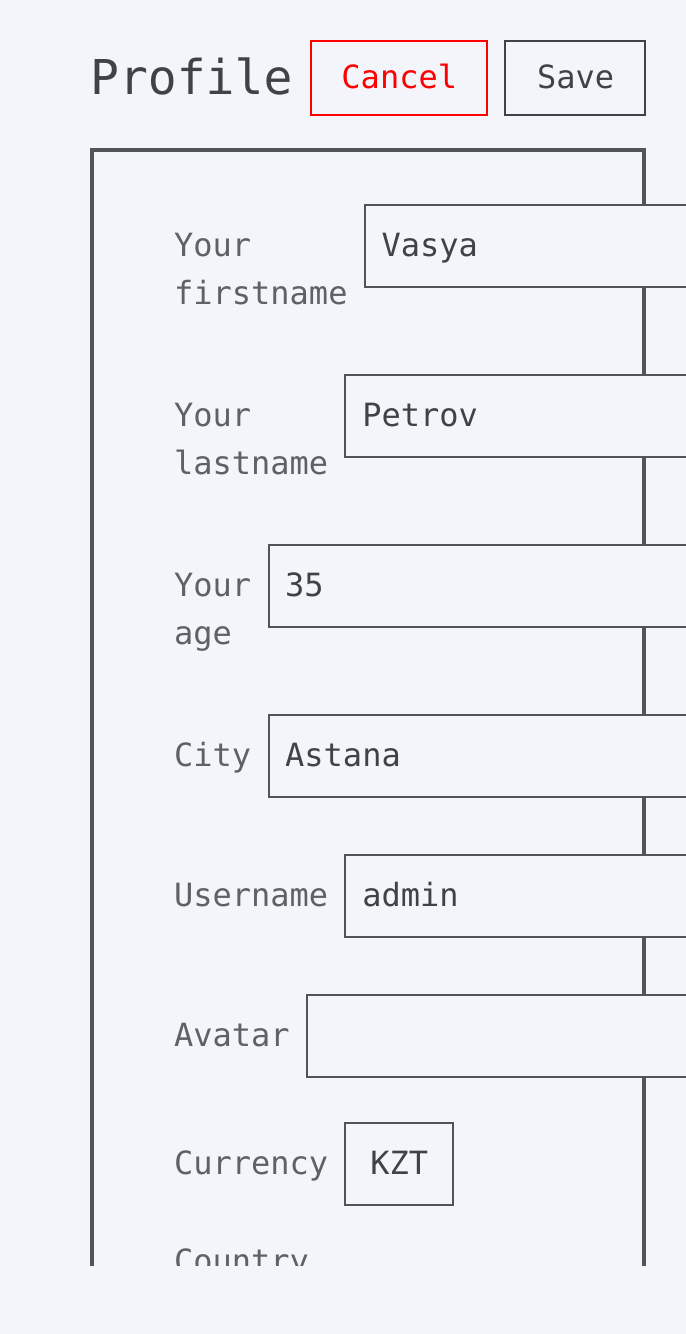 Profile Cancel Save
Your Vasya
firstname
Your Petrov
lastname
Your 35
age
City Astana
Username admin
Avatar
Currency KZT
Country